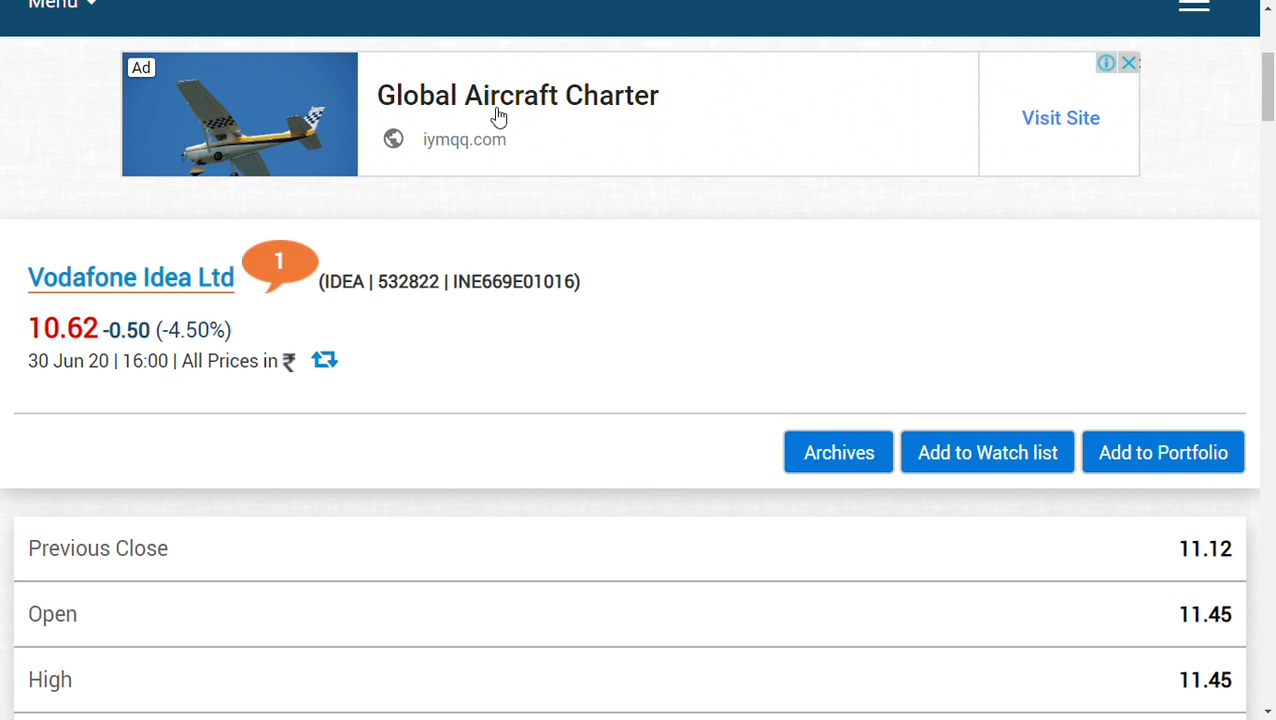 Menu
Ad
Global Aircraft Charter
iymqq.com
Visit Site
Vodafone Idea Ltd
1
(IDEA | 532822 | INE669E01016)
10.62 -0.50 (-4.50%)
30 Jun 20 | 16:00 | All Prices in ₹
Archives
Add to Watch list
Add to Portfolio
Previous Close 11.12
Open 11.45
High 11.45